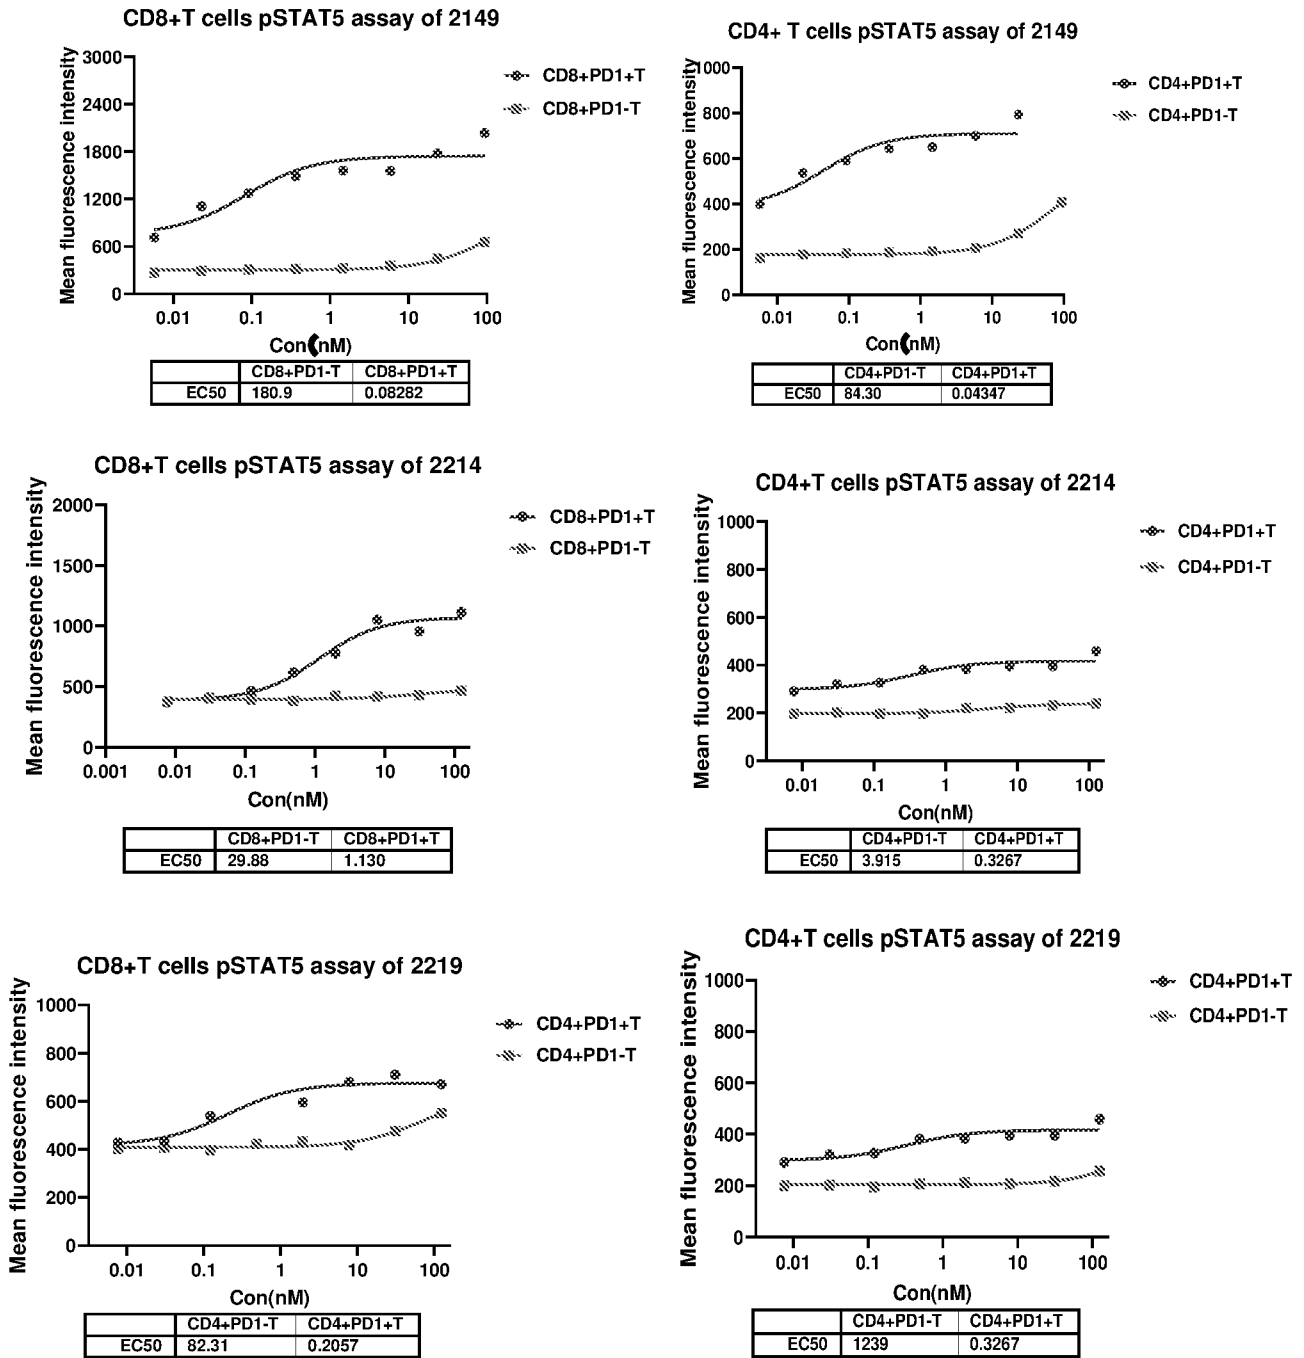 CD8+T cells pSTAT5 assay of 2149
Mean fluorescence intensity
3000
2400
1800
1200
600
0
0.01 0.1 1 10 100
Con(nM)
CD8+PD1+T
CD8+PD1-T
CD8+PD1-T CD8+PD1+T
EC50 180.9 0.08282
CD4+ T cells pSTAT5 assay of 2149
Mean fluorescence intensity
1000
800
600
400
200
0
0.01 0.1 1 10 100
Con(nM)
CD4+PD1+T
CD4+PD1-T
CD4+PD1-T CD4+PD1+T
EC50 84.30 0.04347
CD8+T cells pSTAT5 assay of 2214
Mean fluorescence intensity
2000
1500
1000
500
0
0.001 0.01 0.1 1 10 100
Con(nM)
CD8+PD1+T
CD8+PD1-T
CD8+PD1-T CD8+PD1+T
EC50 29.88 1.130
CD4+T cells pSTAT5 assay of 2214
Mean fluorescence intensity
1000
800
600
400
200
0
0.01 0.1 1 10 100
Con(nM)
CD4+PD1+T
CD4+PD1-T
CD4+PD1-T CD4+PD1+T
EC50 3.915 0.3267
CD8+T cells pSTAT5 assay of 2219
Mean fluorescence intensity
1000
800
600
400
200
0
0.01 0.1 1 10 100
Con(nM)
CD4+PD1+T
CD4+PD1-T
CD4+PD1-T CD4+PD1+T
EC50 82.31 0.2057
CD4+T cells pSTAT5 assay of 2219
Mean fluorescence intensity
1000
800
600
400
200
0
0.01 0.1 1 10 100
Con(nM)
CD4+PD1+T
CD4+PD1-T
CD4+PD1-T CD4+PD1+T
EC50 1239 0.3267